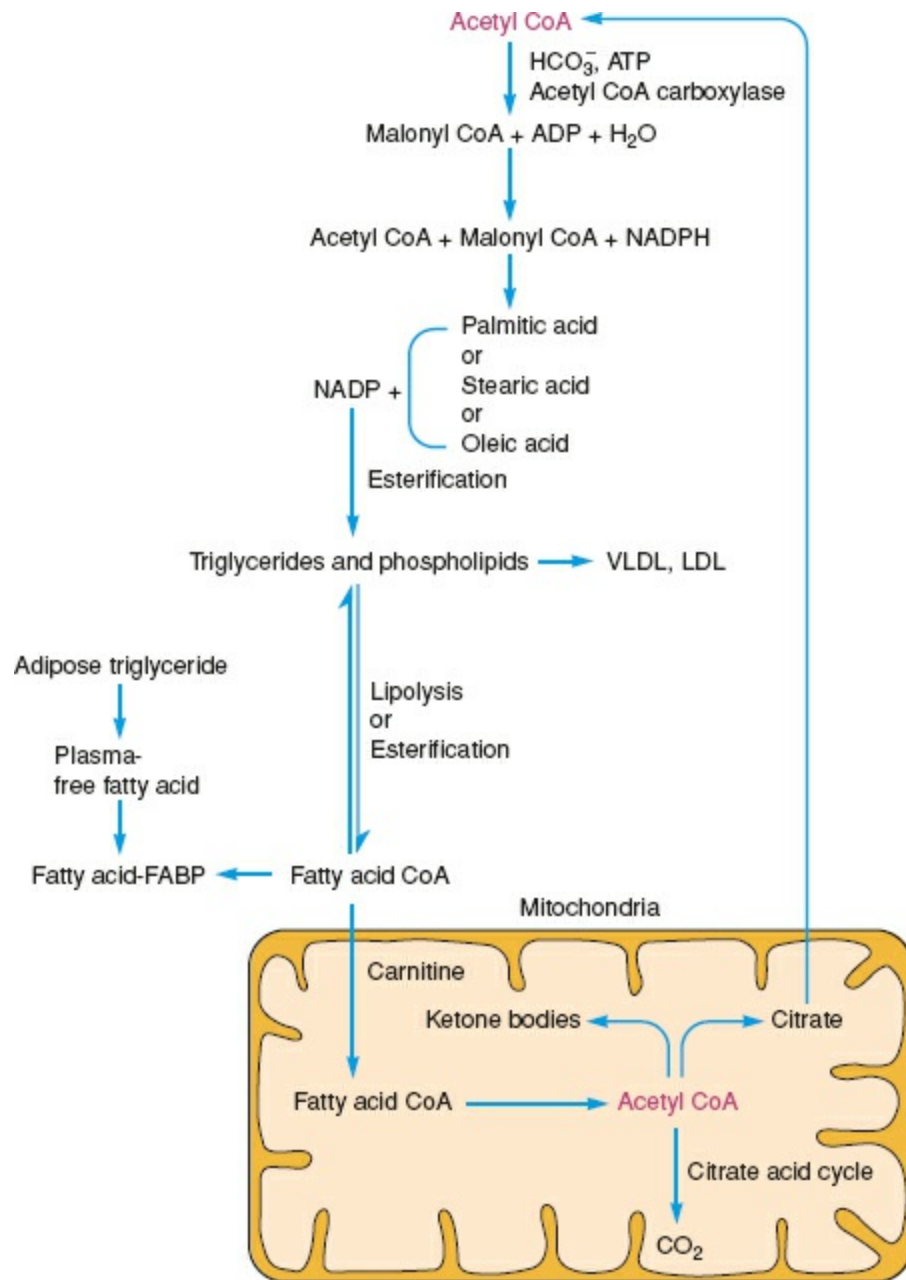 Acetyl CoA
HCO₃⁻, ATP
Acetyl CoA carboxylase
Malonyl CoA + ADP + H₂O
Acetyl CoA + Malonyl CoA + NADPH
Palmitic acid
or
NADP +
Stearic acid
or
Oleic acid
Esterification
Triglycerides and phospholipids
VLDL, LDL
Adipose triglyceride
Lipolysis
or
Esterification
Plasma-
free fatty acid
Fatty acid-FABP
Fatty acid CoA
Mitochondria
Carnitine
Ketone bodies
Citrate
Fatty acid CoA
Acetyl CoA
Citrate acid cycle
CO₂